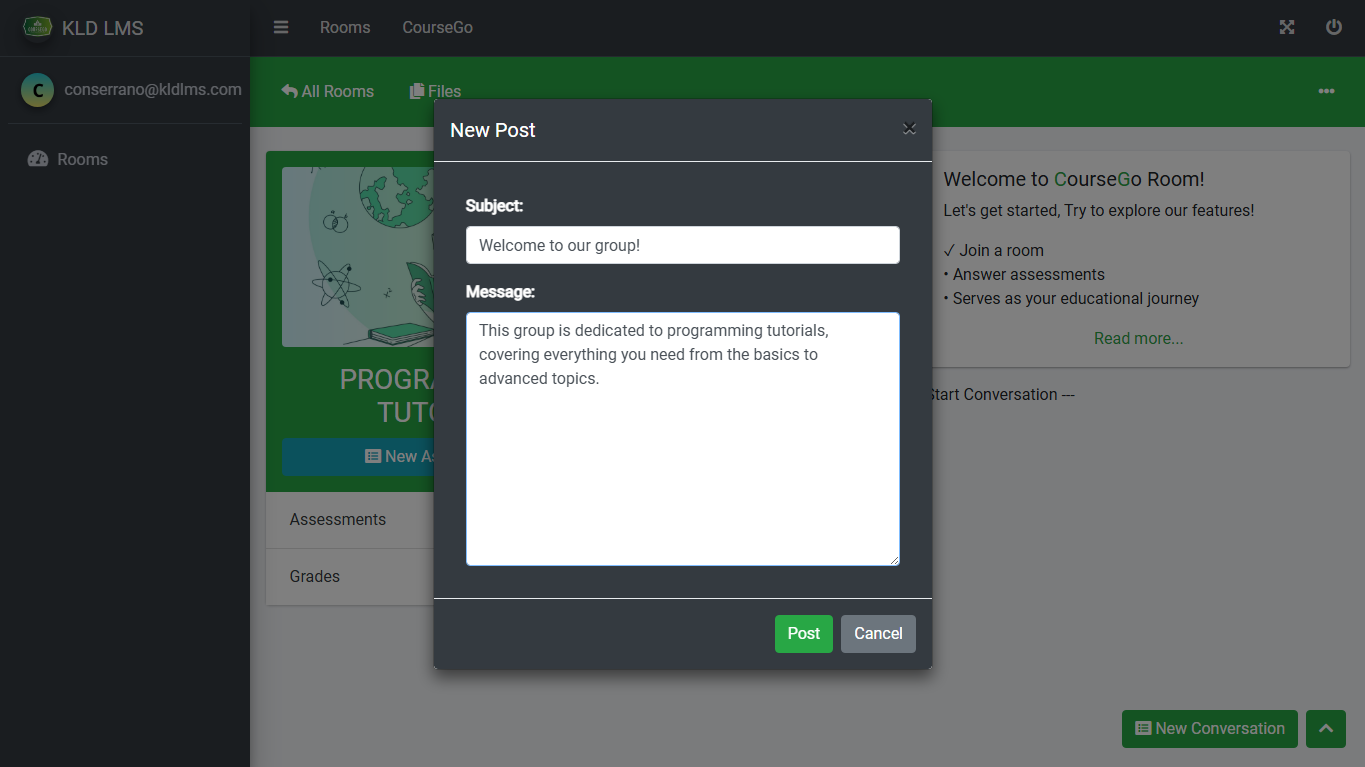 KLD LMS
Rooms
CourseGo
conserrano@kldlms.com
Rooms
All Rooms
Files
New Post
×
Subject:
Welcome to our group!
Message:
This group is dedicated to programming tutorials,
covering everything you need from the basics to
advanced topics.
Post
Cancel
New
Assessments
Grades
Welcome to CourseGo Room!
Let's get started, Try to explore our features!
✓ Join a room
• Answer assessments
• Serves as your educational journey
Read more...
Start Conversation ---
New Conversation